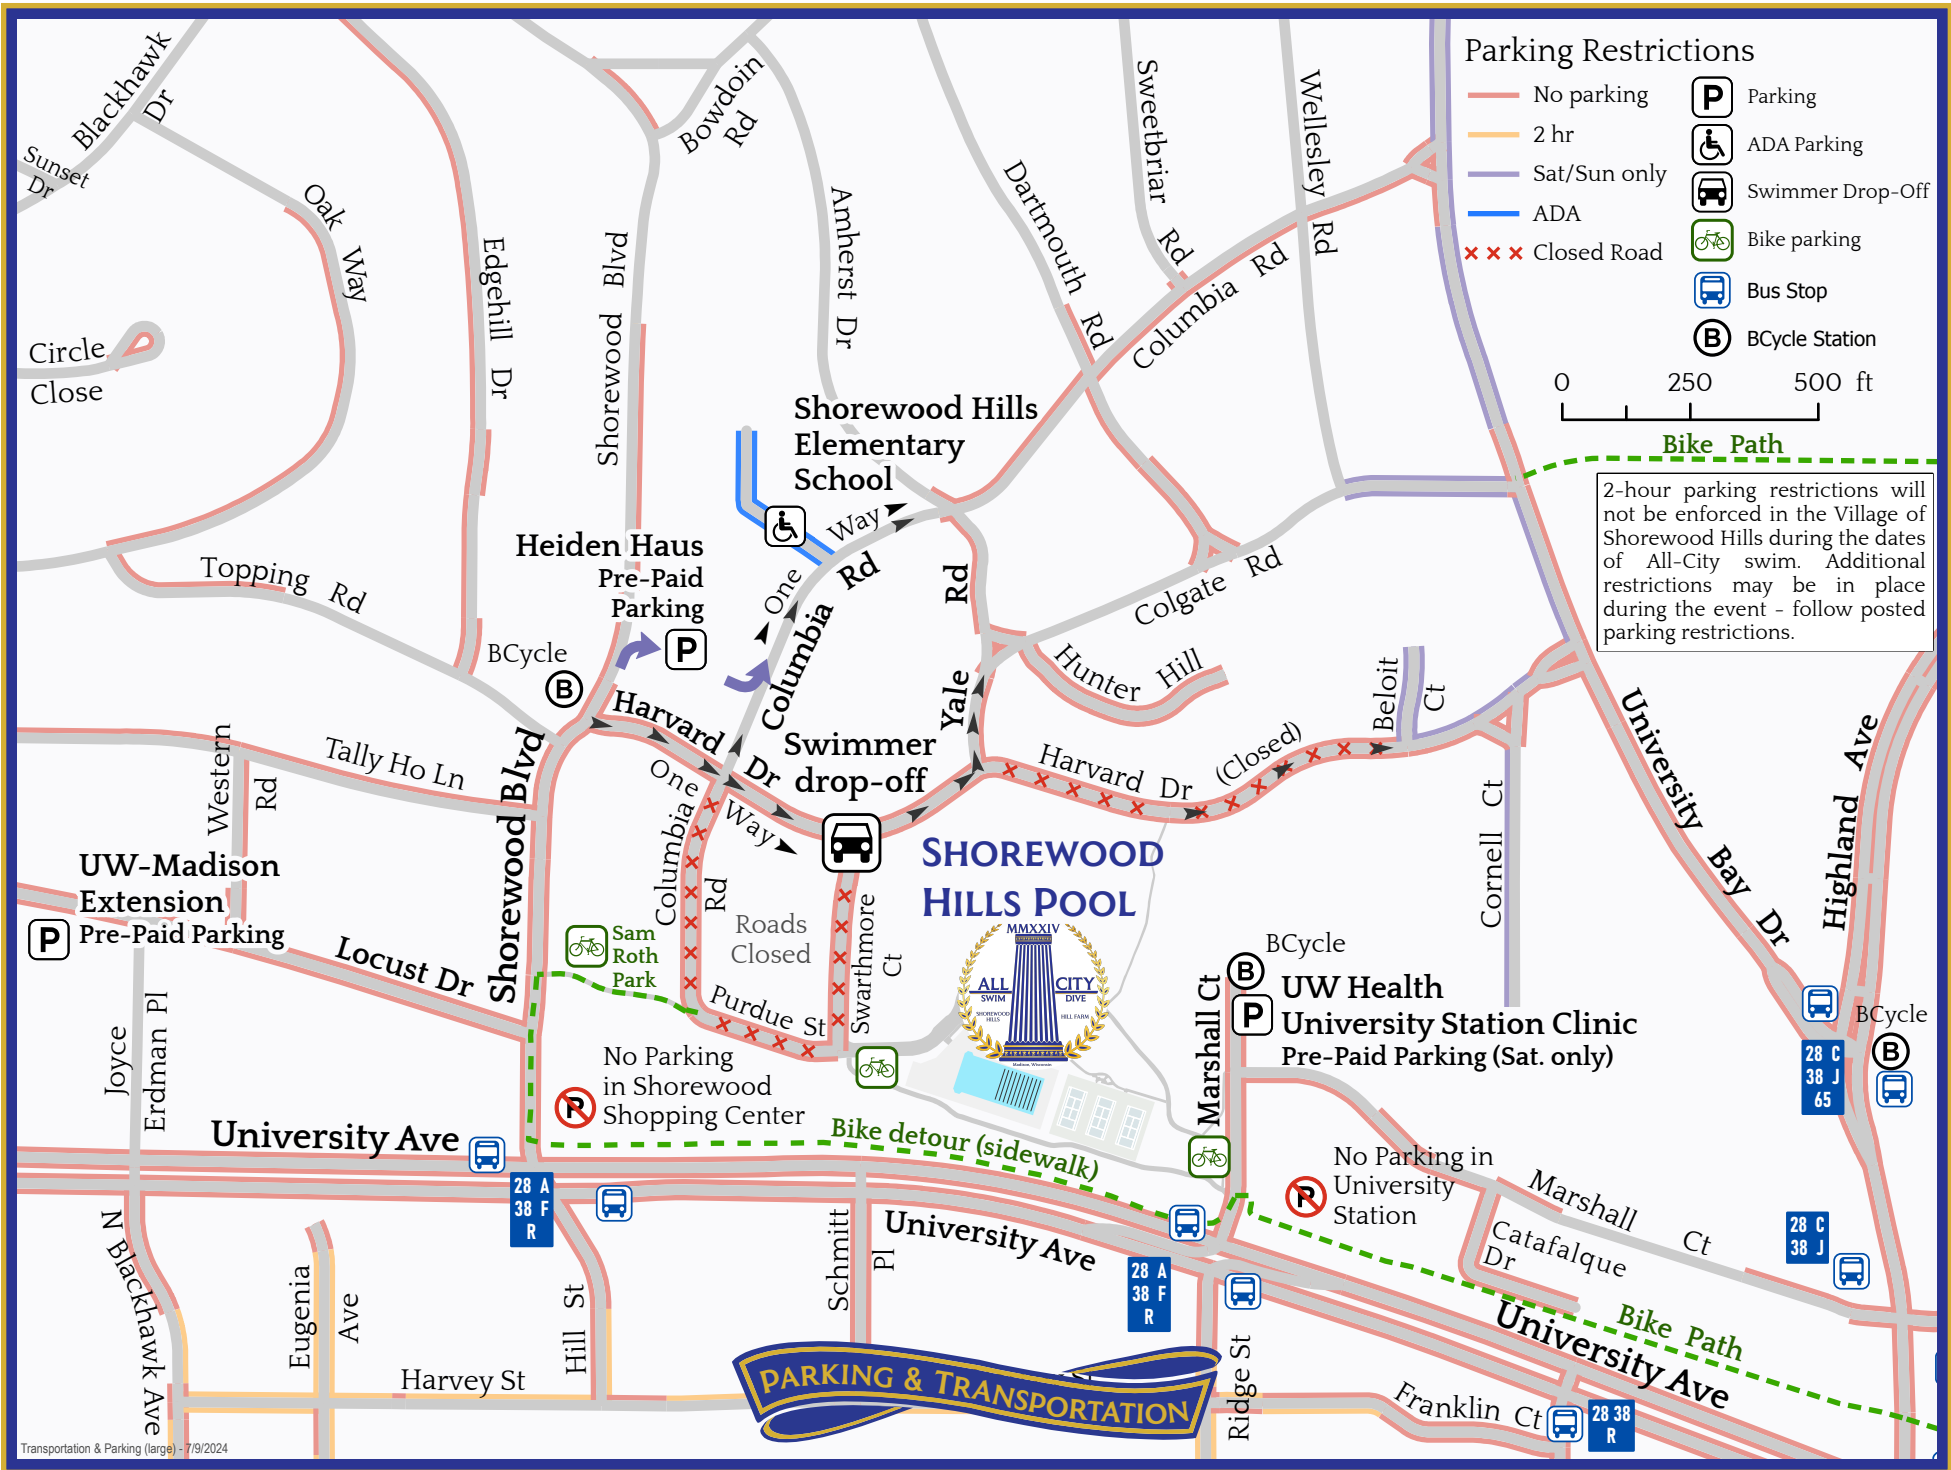 Parking Restrictions
No parking
2 hr
Sat/Sun only
ADA
Closed Road
Parking
ADA Parking
Swimmer Drop-Off
Bike parking
Bus Stop
BCycle Station
0 250 500 ft
Bike Path
2-hour parking restrictions will
not be enforced in the Village of
Shorewood Hills during the dates
of All-City swim. Additional
restrictions may be in place
during the event - follow posted
parking restrictions.
Blackhawk
Dr
Sunset
Dr
Oak Way
Circle
Close
Edgehill Dr
Shorewood Blvd
Bowdoin
Rd
Amherst Dr
Dartmouth Rd
Sweetbriar Rd
Wellesley Rd
Columbia Rd
Shorewood Hills
Elementary
School
One Way
Columbia Rd
Heiden Haus
Pre-Paid
Parking
P
BCycle
B
Topping Rd
Yale Rd
Colgate Rd
Hunter Hill
Beloit
Ct
Harvard Dr
Swimmer
drop-off
Harvard Dr (Closed)
One Way
Columbia
Rd
Tally Ho Ln
Western
Rd
Shorewood Blvd
UW-Madison
Extension
Pre-Paid Parking
P
Locust Dr
Sam
Roth
Park
Roads
Closed
Swarthmore
Ct
Purdue St
SHOREWOOD
HILLS POOL
MMXXIV
ALL CITY
SWIM DIVE
SHOREWOOD
HILLS
HILL FARM
Madison, Wisconsin
Cornell Ct
University Bay Dr
Highland Ave
BCycle
B
P
Marshall Ct
UW Health
University Station Clinic
Pre-Paid Parking (Sat. only)
BCycle
B
28 C
38 J
65
Joyce
Erdman Pl
No Parking
in Shorewood
Shopping Center
P
University Ave
Bike detour (sidewalk)
28 A
38 F
R
No Parking in
University
Station
P
Marshall Ct
Catafalque
Dr
28 C
38 J
N Blackhawk Ave
Eugenia
Ave
Hill St
Schmitt
Pl
University Ave
28 A
38 F
R
Harvey St
PARKING & TRANSPORTATION
Ridge St
Franklin Ct
University Ave
Bike Path
28 38
R
Transportation & Parking (large) - 7/9/2024